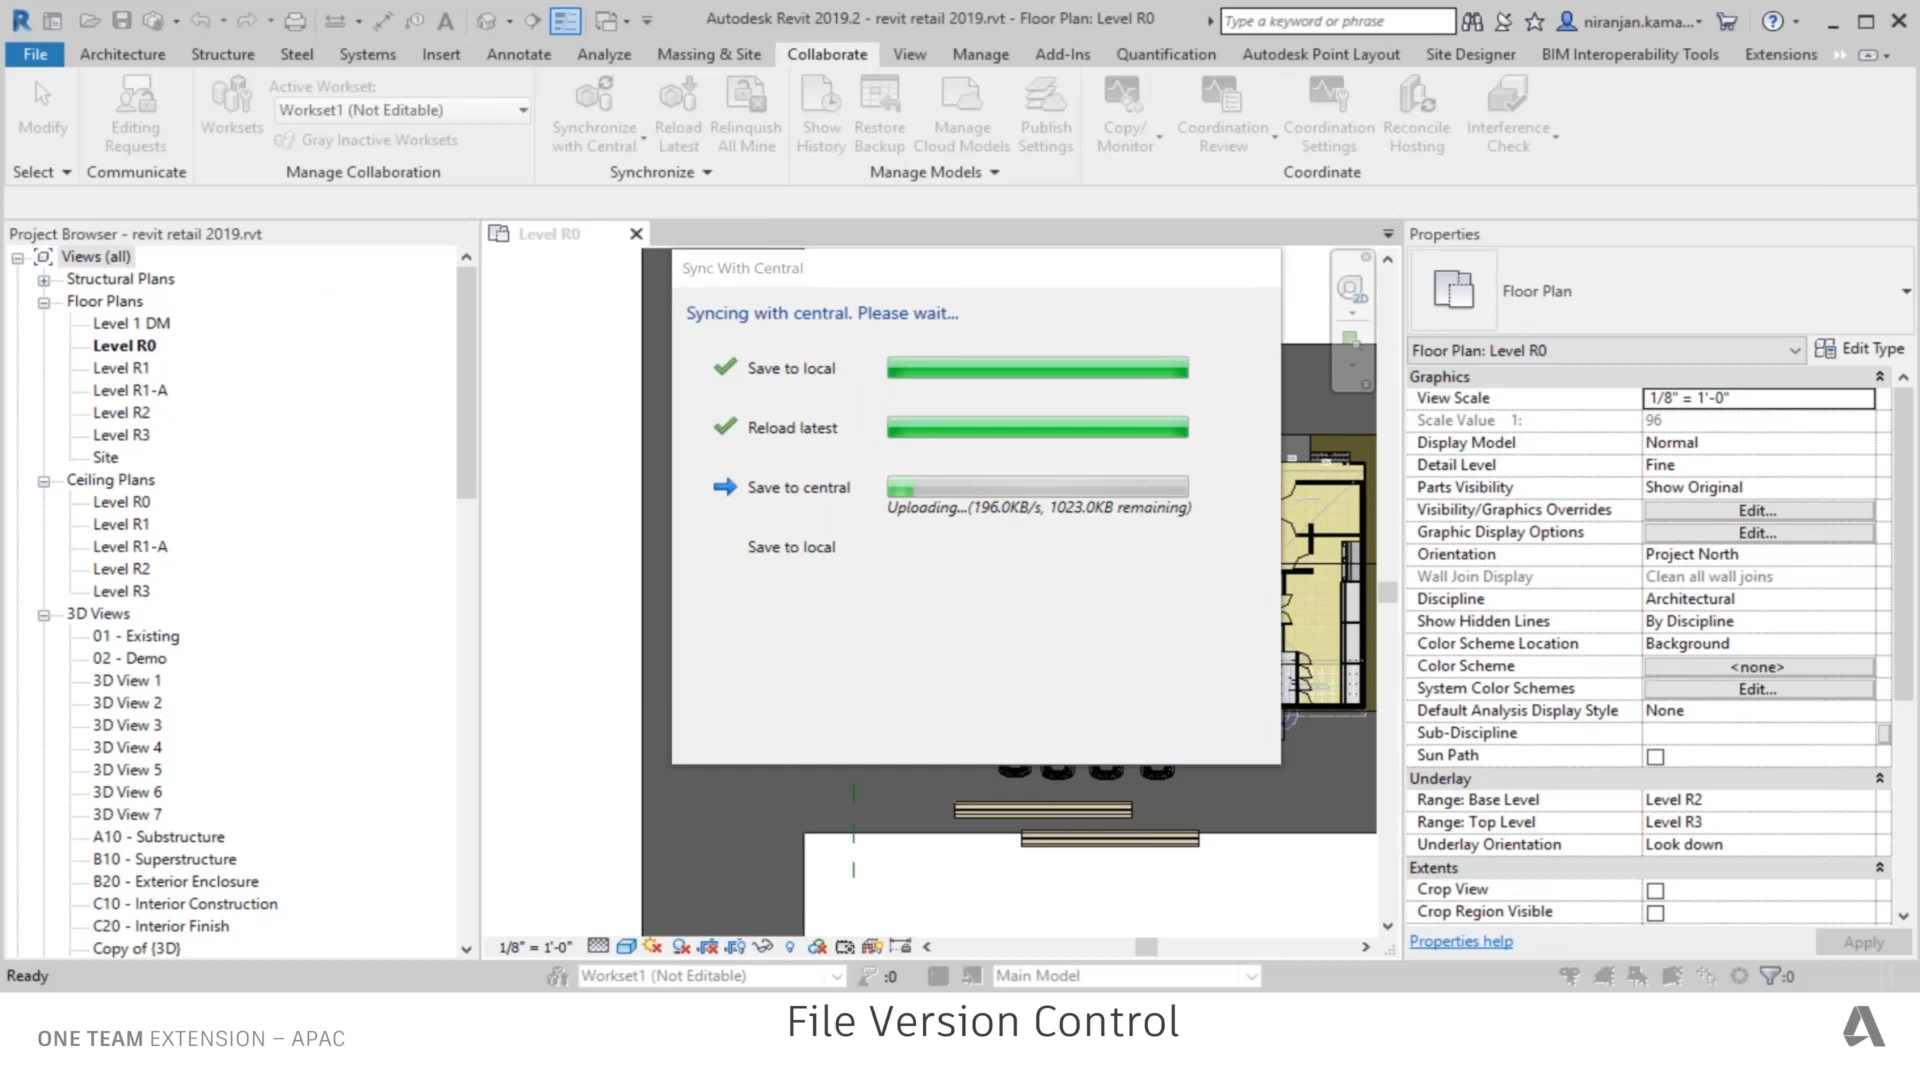 Autodesk Revit 2019.2 - revit retail 2019.rvt - Floor Plan: Level R0
Type a keyword or phrase
niranjan.kama...
File Architecture Structure Steel Systems Insert Annotate Analyze Massing & Site Collaborate View Manage Add-Ins Quantification Autodesk Point Layout Site Designer BIM Interoperability Tools Extensions
Modify
Editing Requests
Worksets
Active Workset:
Workset1 (Not Editable)
Gray Inactive Worksets
Synchronize with Central
Reload Latest
Relinquish All Mine
Show History
Restore Backup
Manage Cloud Models
Publish Settings
Copy/ Monitor
Coordination Review
Coordination Settings
Reconcile Hosting
Interference Check
Select Communicate Manage Collaboration Synchronize Manage Models Coordinate
Project Browser - revit retail 2019.rvt
Views (all)
Structural Plans
Floor Plans
Level 1 DM
Level R0
Level R1
Level R1-A
Level R2
Level R3
Site
Ceiling Plans
Level R0
Level R1
Level R1-A
Level R2
Level R3
3D Views
01 - Existing
02 - Demo
3D View 1
3D View 2
3D View 3
3D View 4
3D View 5
3D View 6
3D View 7
A10 - Substructure
B10 - Superstructure
B20 - Exterior Enclosure
C10 - Interior Construction
C20 - Interior Finish
Copy of {3D}
Level R0
Sync With Central
Syncing with central. Please wait...
Save to local
Reload latest
Save to central
Uploading...(196.0KB/s, 1023.0KB remaining)
Save to local
2D
1/8" = 1'-0"
Properties
Floor Plan
Floor Plan: Level R0
Edit Type
Graphics
View Scale 1/8" = 1'-0"
Scale Value 1: 96
Display Model Normal
Detail Level Fine
Parts Visibility Show Original
Visibility/Graphics Overrides Edit...
Graphic Display Options Edit...
Orientation Project North
Wall Join Display Clean all wall joins
Discipline Architectural
Show Hidden Lines By Discipline
Color Scheme Location Background
Color Scheme <none>
System Color Schemes Edit...
Default Analysis Display Style None
Sub-Discipline
Sun Path
Underlay
Range: Base Level Level R2
Range: Top Level Level R3
Underlay Orientation Look down
Extents
Crop View
Crop Region Visible
Properties help
Apply
Ready
Workset1 (Not Editable)
:0
Main Model
:0
File Version Control
ONE TEAM EXTENSION – APAC